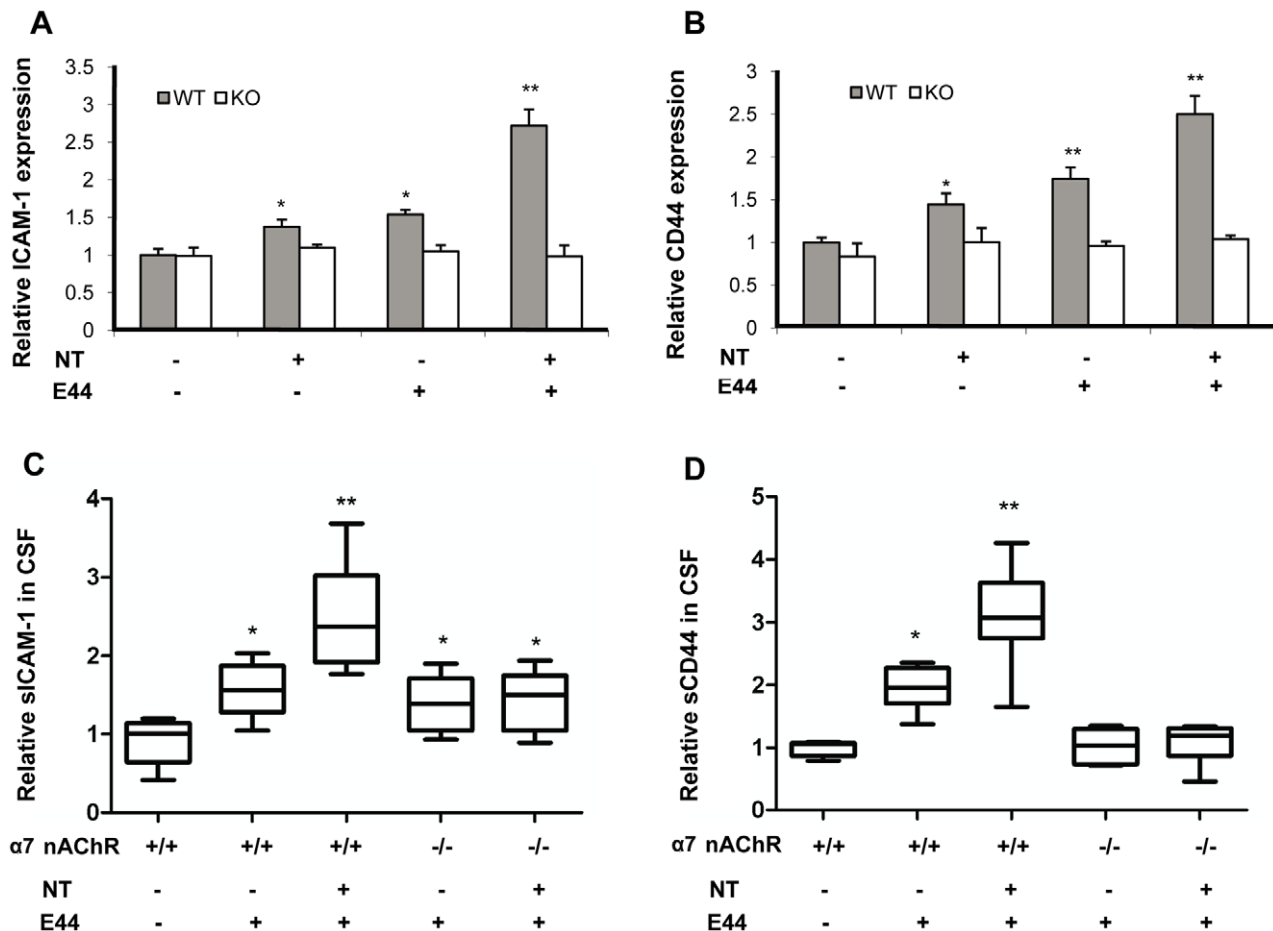 A
Relative ICAM-1 expression
3.5
3
2.5
2
1.5
1
0.5
0
WT KO
* * **
NT - + - +
E44 - - + +
B
Relative CD44 expression
3
2.5
2
1.5
1
0.5
0
WT KO
* ** **
NT - + - +
E44 - - + +
C
Relative sICAM-1 in CSF
4
3
2
1
0
* ** * *
α7 nAChR +/+ +/+ +/+ -/- -/-
NT - - + - +
E44 - + + + +
D
Relative sCD44 in CSF
5
4
3
2
1
0
* **
+/+ +/+ +/+ -/- -/-
α7 nAChR
NT - - + - +
E44 - + + + +